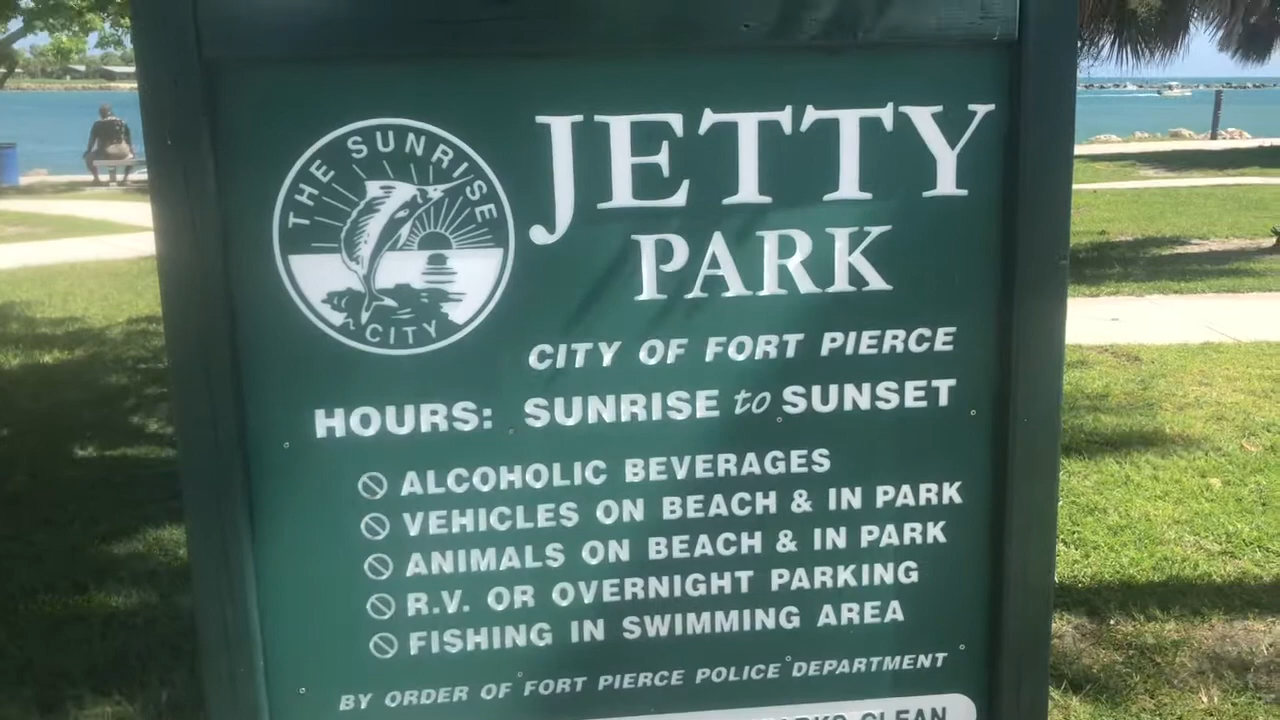 THE SUNRISE
CITY
JETTY
PARK
CITY OF FORT PIERCE
HOURS: SUNRISE to SUNSET
ALCOHOLIC BEVERAGES
VEHICLES ON BEACH & IN PARK
ANIMALS ON BEACH & IN PARK
R.V. OR OVERNIGHT PARKING
FISHING IN SWIMMING AREA
BY ORDER OF FORT PIERCE POLICE DEPARTMENT
CLEAN